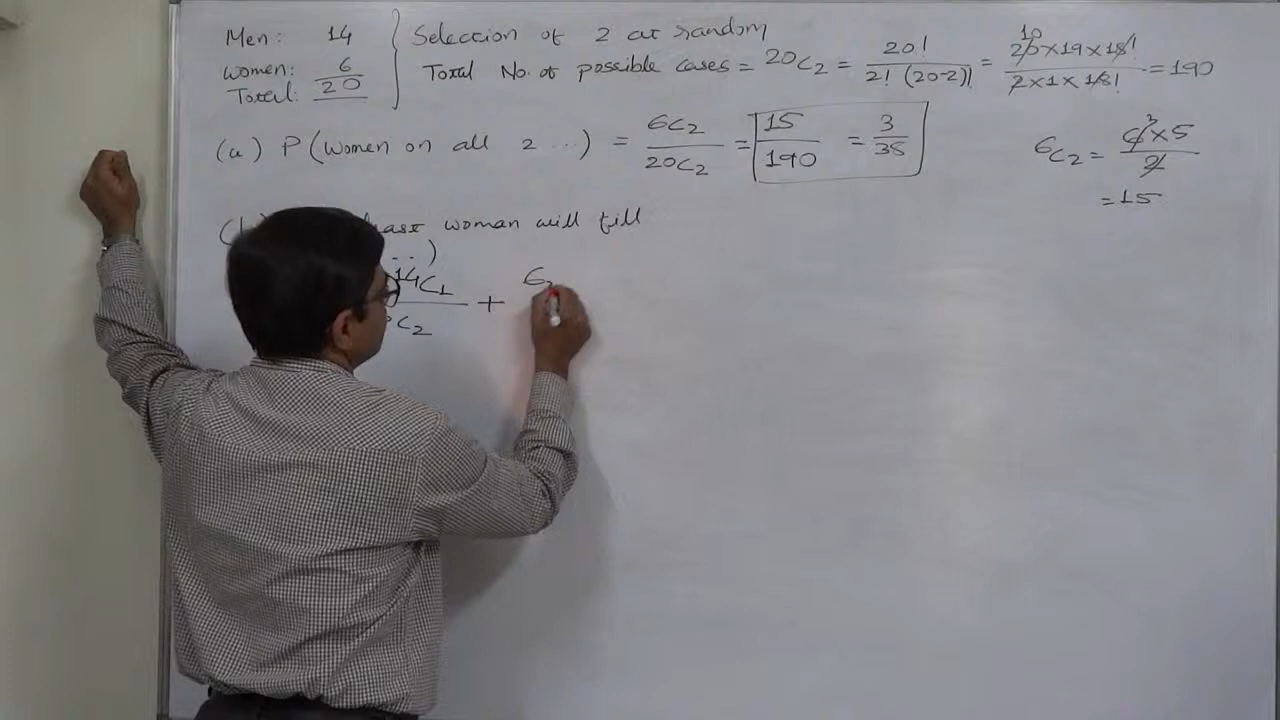 Men: 14
Women: 6
Total: 20
Selection of 2 at random
Total No. of possible cases = 20C2 = 20! / 2! (20-2)! = 20×19×18! / 2×1×18! = 190
10
(a) P (Women on all 2 ...) = 6C2 / 20C2 = 15 / 190 = 3 / 35
6C2 = 6×5 / 2
3
= 15
woman will fill
..)
14C1 / C2 + 6